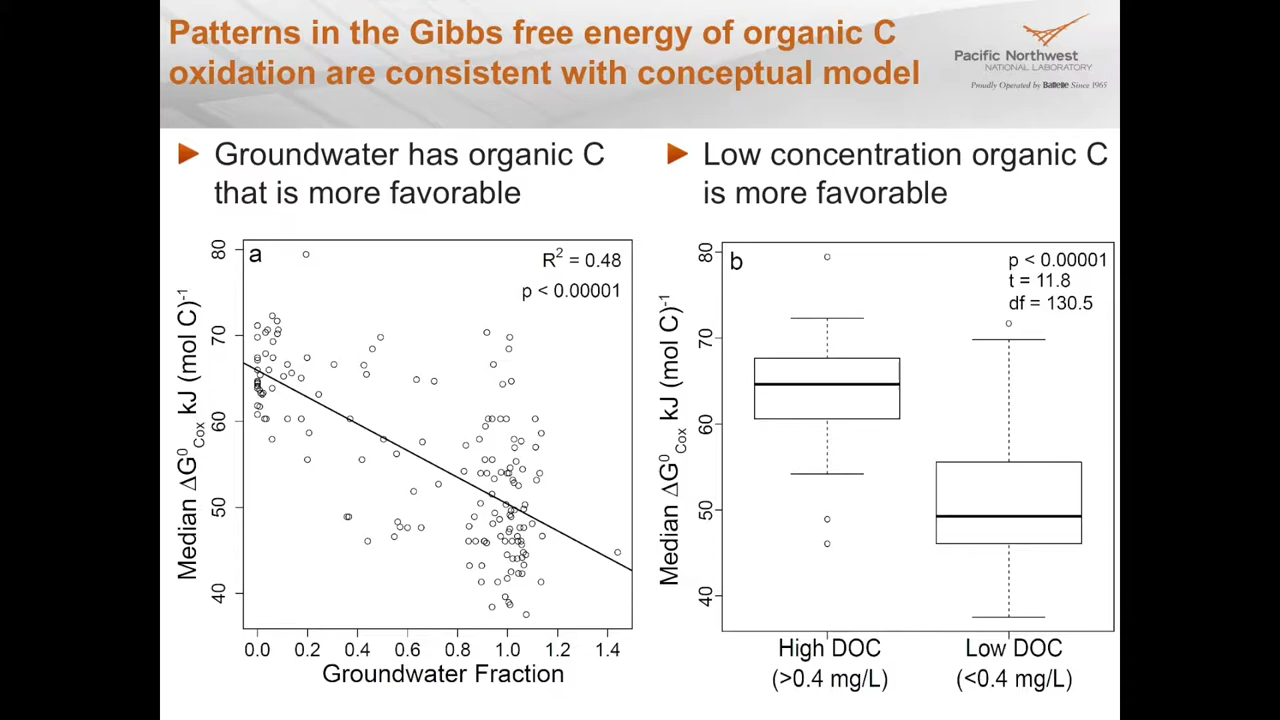 Patterns in the Gibbs free energy of organic C
oxidation are consistent with conceptual model
Pacific Northwest
NATIONAL LABORATORY
Proudly Operated by Battelle Since 1965
Groundwater has organic C
that is more favorable
Low concentration organic C
is more favorable
a
R² = 0.48
p < 0.00001
Median ΔG⁰Cox kJ (mol C)⁻¹
80
70
60
50
40
0.0 0.2 0.4 0.6 0.8 1.0 1.2 1.4
Groundwater Fraction
b
p < 0.00001
t = 11.8
df = 130.5
Median ΔG⁰Cox kJ (mol C)⁻¹
80
70
60
50
40
High DOC Low DOC
(>0.4 mg/L) (<0.4 mg/L)